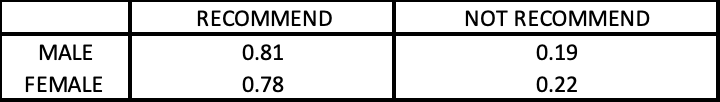 RECOMMEND NOT RECOMMEND
MALE 0.81 0.19
FEMALE 0.78 0.22